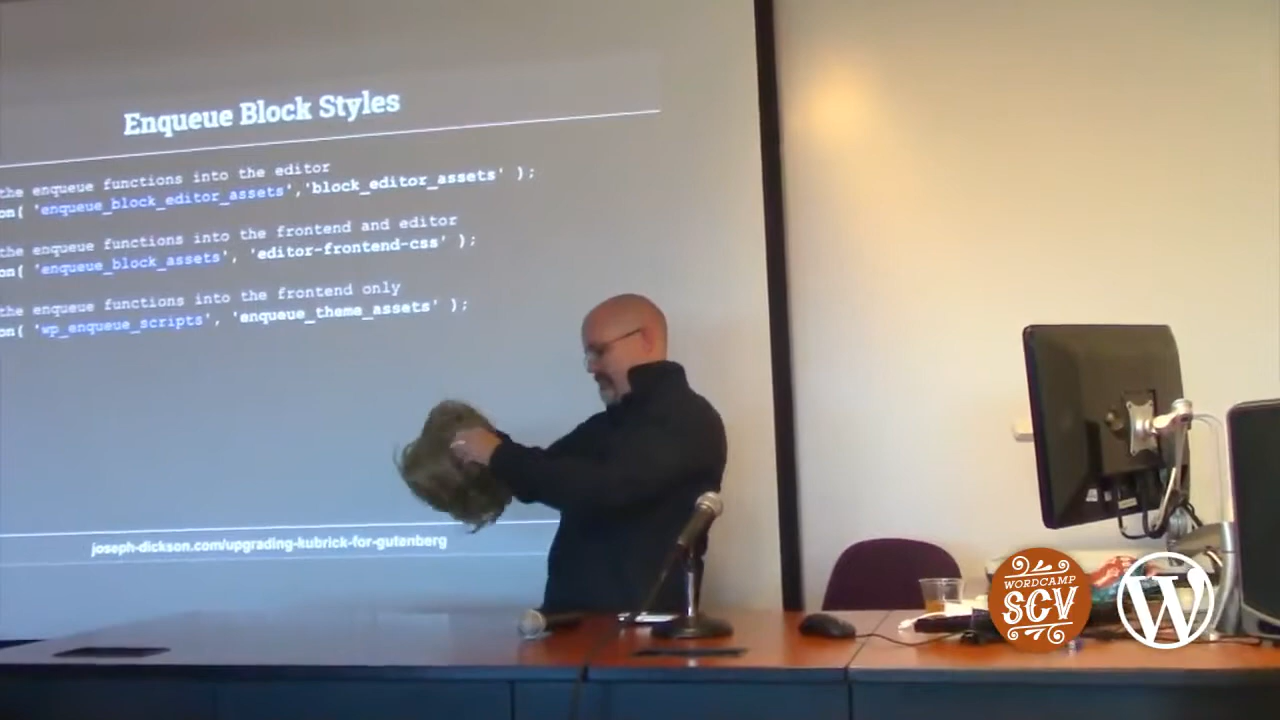 Enqueue Block Styles
the enqueue functions into the editor
on( 'enqueue_block_editor_assets','block_editor_assets' );
the enqueue functions into the frontend and editor
on( 'enqueue_block_assets', 'editor-frontend-css' );
the enqueue functions into the frontend only
on( 'wp_enqueue_scripts', 'enqueue_theme_assets' );
joseph-dickson.com/upgrading-kubrick-for-gutenberg
WORDCAMP
SCV
W